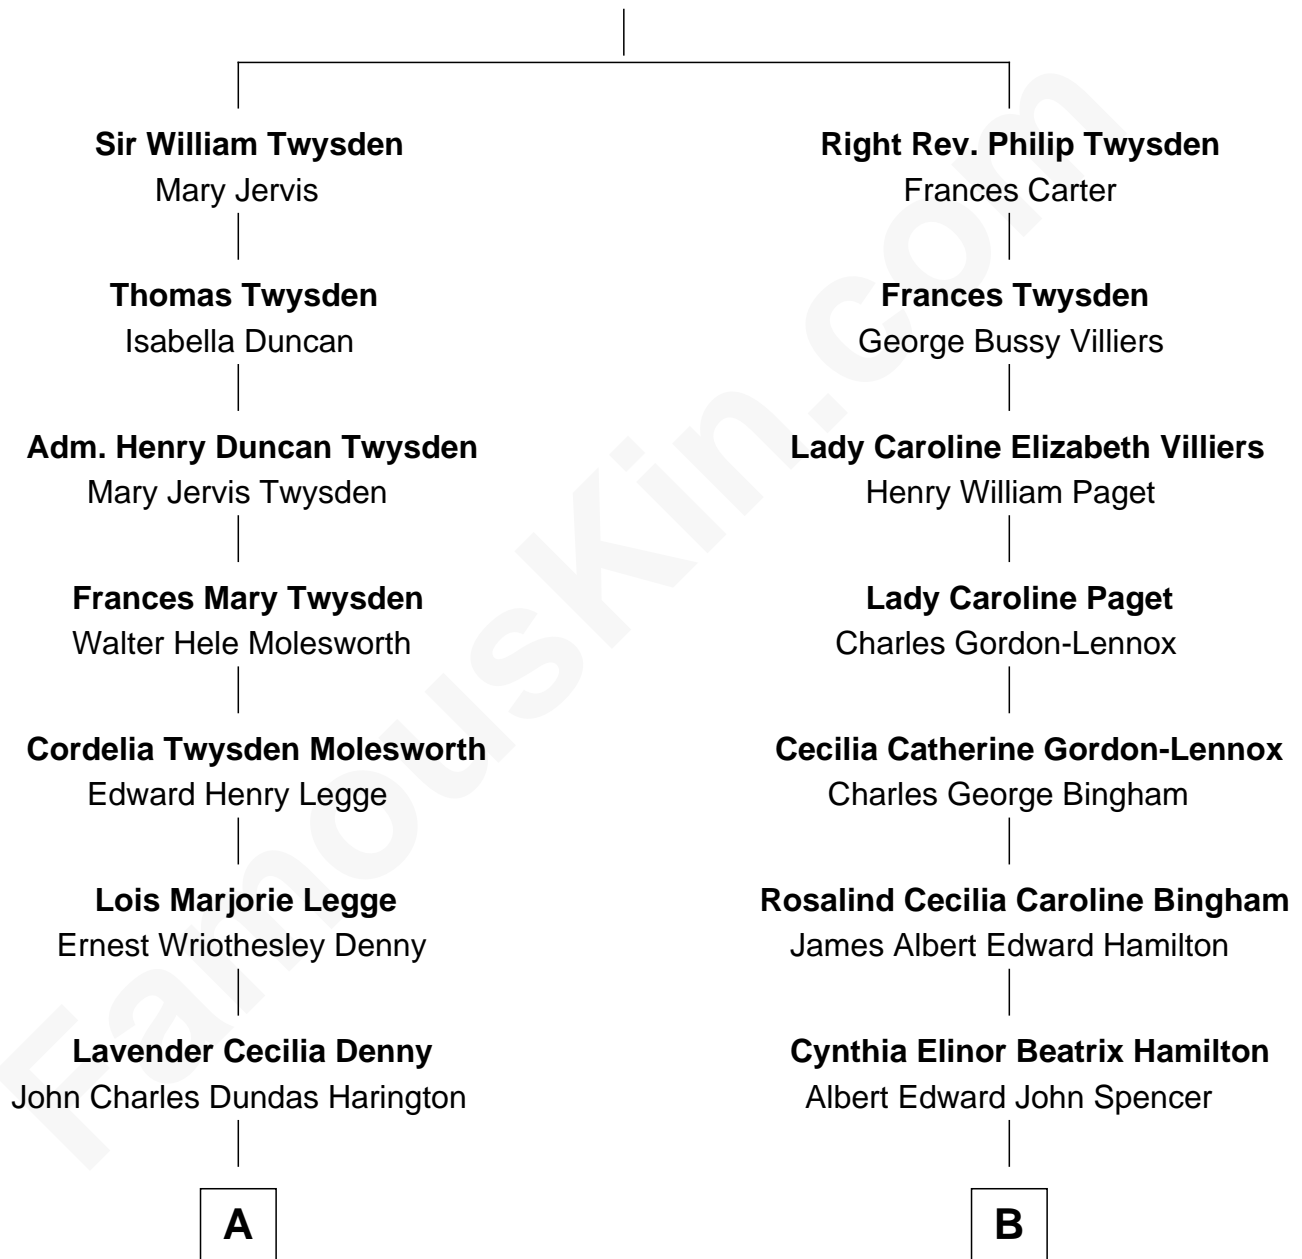 Sir William Twysden
Mary Jervis
Thomas Twysden
Isabella Duncan
Adm. Henry Duncan Twysden
Mary Jervis Twysden
Frances Mary Twysden
Walter Hele Molesworth
Cordelia Twysden Molesworth
Edward Henry Legge
Lois Marjorie Legge
Ernest Wriothesley Denny
Lavender Cecilia Denny
John Charles Dundas Harington
A
Right Rev. Philip Twysden
Frances Carter
Frances Twysden
George Bussy Villiers
Lady Caroline Elizabeth Villiers
Henry William Paget
Lady Caroline Paget
Charles Gordon-Lennox
Cecilia Catherine Gordon-Lennox
Charles George Bingham
Rosalind Cecilia Caroline Bingham
James Albert Edward Hamilton
Cynthia Elinor Beatrix Hamilton
Albert Edward John Spencer
B
FamousKin.com